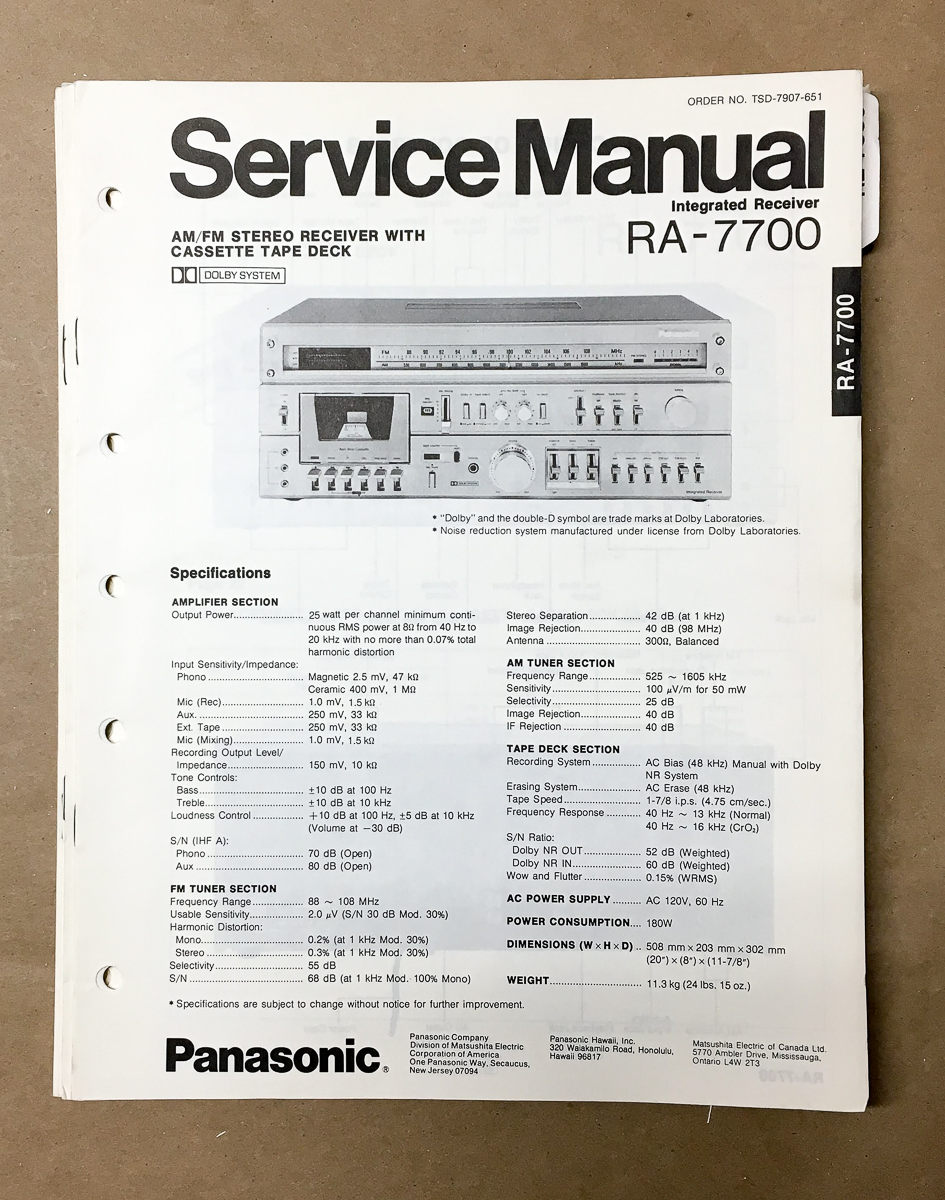 ORDER NO. TSD-7907-651
Service Manual
Integrated Receiver
RA-7700
AM/FM STEREO RECEIVER WITH
CASSETTE TAPE DECK
DOLBY SYSTEM
RA-7700
FM 88 90 92 94 96 98 100 102 104 106 108 MHz
DOLBY SYSTEM
Integrated Receiver
* "Dolby" and the double-D symbol are trade marks at Dolby Laboratories.
* Noise reduction system manufactured under license from Dolby Laboratories.
Specifications
AMPLIFIER SECTION
Output Power........................ 25 watt per channel minimum conti-
nuous RMS power at 8Ω from 40 Hz to
20 kHz with no more than 0.07% total
harmonic distortion
Input Sensitivity/Impedance:
Phono ................................ Magnetic 2.5 mV, 47 kΩ
Ceramic 400 mV, 1 MΩ
Mic (Rec)............................ 1.0 mV, 1.5 kΩ
Aux. .................................... 250 mV, 33 kΩ
Ext. Tape ............................ 250 mV, 33 kΩ
Mic (Mixing)........................ 1.0 mV, 1.5 kΩ
Recording Output Level/
Impedance.......................... 150 mV, 10 kΩ
Tone Controls:
Bass.................................... ±10 dB at 100 Hz
Treble.................................. ±10 dB at 10 kHz
Loudness Control ................. +10 dB at 100 Hz, ±5 dB at 10 kHz
(Volume at −30 dB)
S/N (IHF A):
Phono ................................. 70 dB (Open)
Aux ..................................... 80 dB (Open)
FM TUNER SECTION
Frequency Range.................. 88 ~ 108 MHz
Usable Sensitivity.................. 2.0 μV (S/N 30 dB Mod. 30%)
Harmonic Distortion:
Mono................................... 0.2% (at 1 kHz Mod. 30%)
Stereo ................................. 0.3% (at 1 kHz Mod. 30%)
Selectivity............................... 55 dB
S/N ........................................ 68 dB (at 1 kHz Mod. 100% Mono)
Stereo Separation.................. 42 dB (at 1 kHz)
Image Rejection..................... 40 dB (98 MHz)
Antenna ................................. 300Ω, Balanced
AM TUNER SECTION
Frequency Range.................. 525 ~ 1605 kHz
Sensitivity............................... 100 μV/m for 50 mW
Selectivity............................... 25 dB
Image Rejection..................... 40 dB
IF Rejection ........................... 40 dB
TAPE DECK SECTION
Recording System ................. AC Bias (48 kHz) Manual with Dolby
NR System
Erasing System...................... AC Erase (48 kHz)
Tape Speed............................ 1-7/8 i.p.s. (4.75 cm/sec.)
Frequency Response ............ 40 Hz ~ 13 kHz (Normal)
40 Hz ~ 16 kHz (CrO₂)
S/N Ratio:
Dolby NR OUT.................... 52 dB (Weighted)
Dolby NR IN........................ 60 dB (Weighted)
Wow and Flutter .................... 0.15% (WRMS)
AC POWER SUPPLY......... AC 120V, 60 Hz
POWER CONSUMPTION.... 180W
DIMENSIONS (W×H×D) .. 508 mm×203 mm×302 mm
(20")×(8")×(11-7/8")
WEIGHT................................ 11.3 kg (24 lbs. 15 oz.)
* Specifications are subject to change without notice for further improvement.
Panasonic®
Panasonic Company
Division of Matsushita Electric
Corporation of America
One Panasonic Way, Secaucus,
New Jersey 07094
Panasonic Hawaii, Inc.
320 Waiakamilo Road, Honolulu,
Hawaii 96817
Matsushita Electric of Canada Ltd.
5770 Ambler Drive, Mississauga,
Ontario L4W 2T3